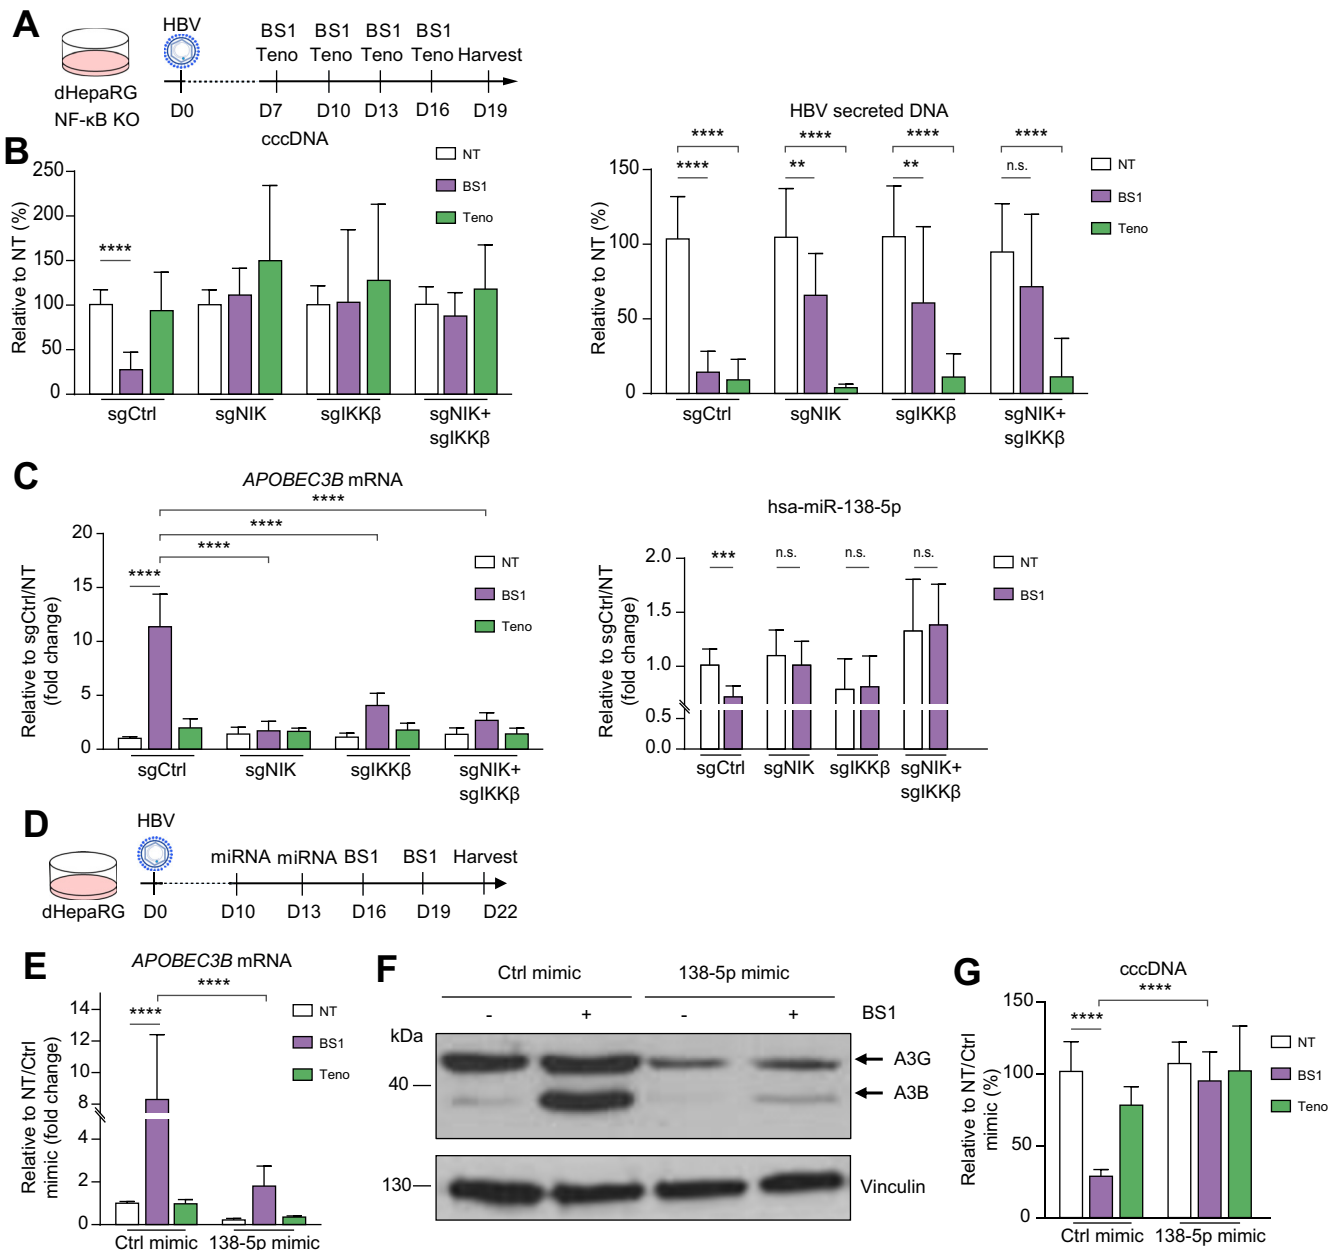 A
HBV
BS1 BS1 BS1 BS1
Teno Teno Teno Teno Harvest
dHepaRG
NF-κB KO
D0 D7 D10 D13 D16 D19
B
cccDNA
Relative to NT (%)
250
200
150
100
50
0
****
NT
BS1
Teno
sgCtrl sgNIK sgIKKβ sgNIK+
sgIKKβ
HBV secreted DNA
Relative to NT (%)
150
100
50
0
**** **** **** ****
**** ** ** n.s.
NT
BS1
Teno
sgCtrl sgNIK sgIKKβ sgNIK+
sgIKKβ
C
APOBEC3B mRNA
Relative to sgCtrl/NT
(fold change)
20
15
10
5
0
****
****
****
****
NT
BS1
Teno
sgCtrl sgNIK sgIKKβ sgNIK+
sgIKKβ
hsa-miR-138-5p
Relative to sgCtrl/NT
(fold change)
2.0
1.5
1.0
0.5
0.0
*** n.s. n.s. n.s.
NT
BS1
sgCtrl sgNIK sgIKKβ sgNIK+
sgIKKβ
D
HBV
miRNA miRNA BS1 BS1 Harvest
dHepaRG D0 D10 D13 D16 D19 D22
E
APOBEC3B mRNA
Relative to NT/Ctrl
mimic (fold change)
14
12
10
8
4
2
0
****
****
NT
BS1
Teno
Ctrl mimic 138-5p mimic
F
Ctrl mimic 138-5p mimic
- + - + BS1
kDa
40
A3G
A3B
130
Vinculin
G
cccDNA
Relative to NT/Ctrl
mimic (%)
150
100
50
0
****
****
NT
BS1
Teno
Ctrl mimic 138-5p mimic